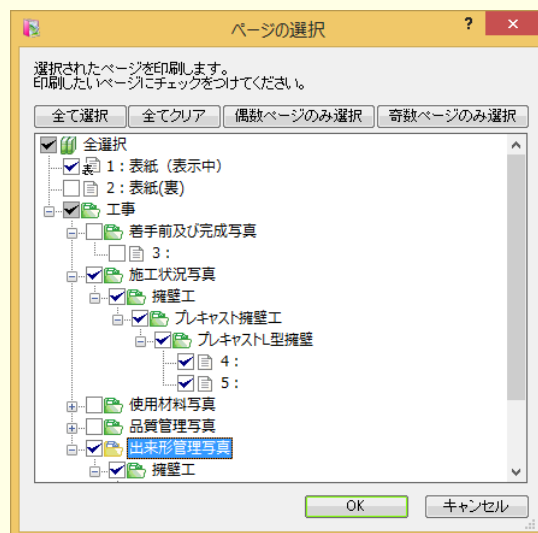 ページの選択
?
×
選択されたページを印刷します。
印刷したいページにチェックをつけてください。
全て選択 全てクリア 偶数ページのみ選択 奇数ページのみ選択
全選択
表 1：表紙（表示中）
2：表紙(裏)
工事
着手前及び完成写真
3：
施工状況写真
擁壁工
プレキャスト擁壁工
プレキャストL型擁壁
4：
5：
使用材料写真
品質管理写真
出来形管理写真
擁壁工
OK キャンセル